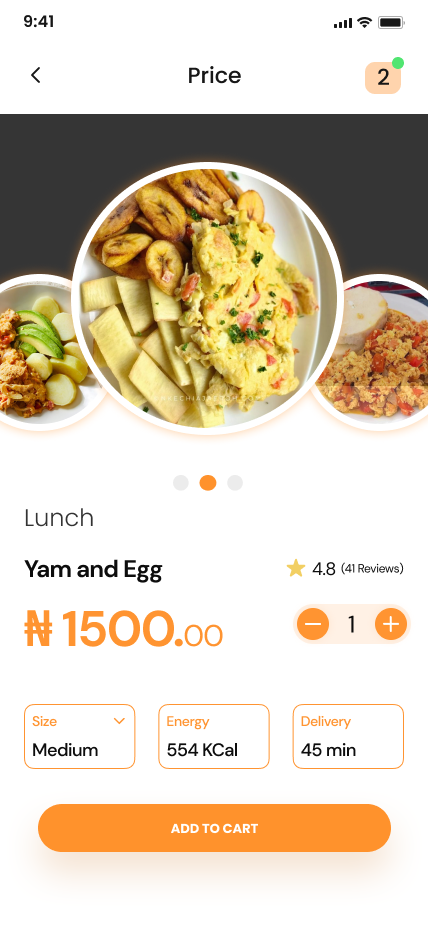 9:41
Price
2
Lunch
Yam and Egg
4.8 (41 Reviews)
₦ 1500.00
1
Size
Medium
Energy
554 KCal
Delivery
45 min
ADD TO CART